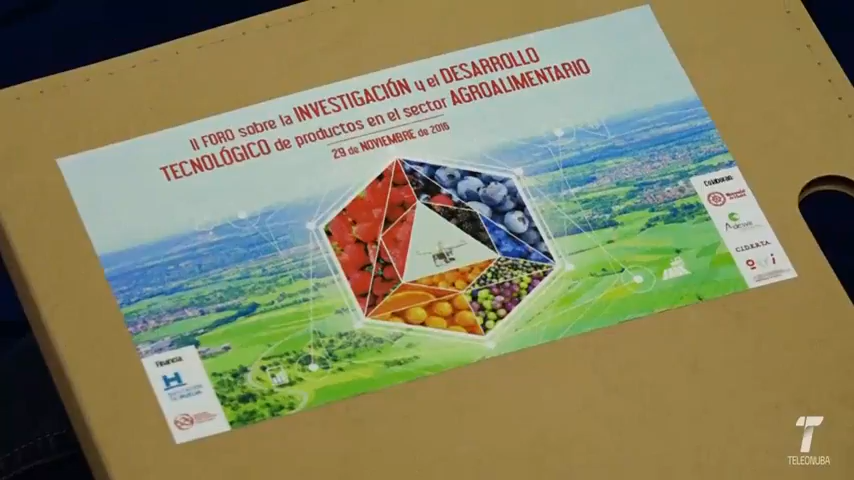 II FORO sobre la INVESTIGACIÓN y el DESARROLLO
TECNOLÓGICO de productos en el sector AGROALIMENTARIO
29 de NOVIEMBRE de 2016
Colaboran:
C.I.D.E.R.T.A.
Financia:
TELEONUBA